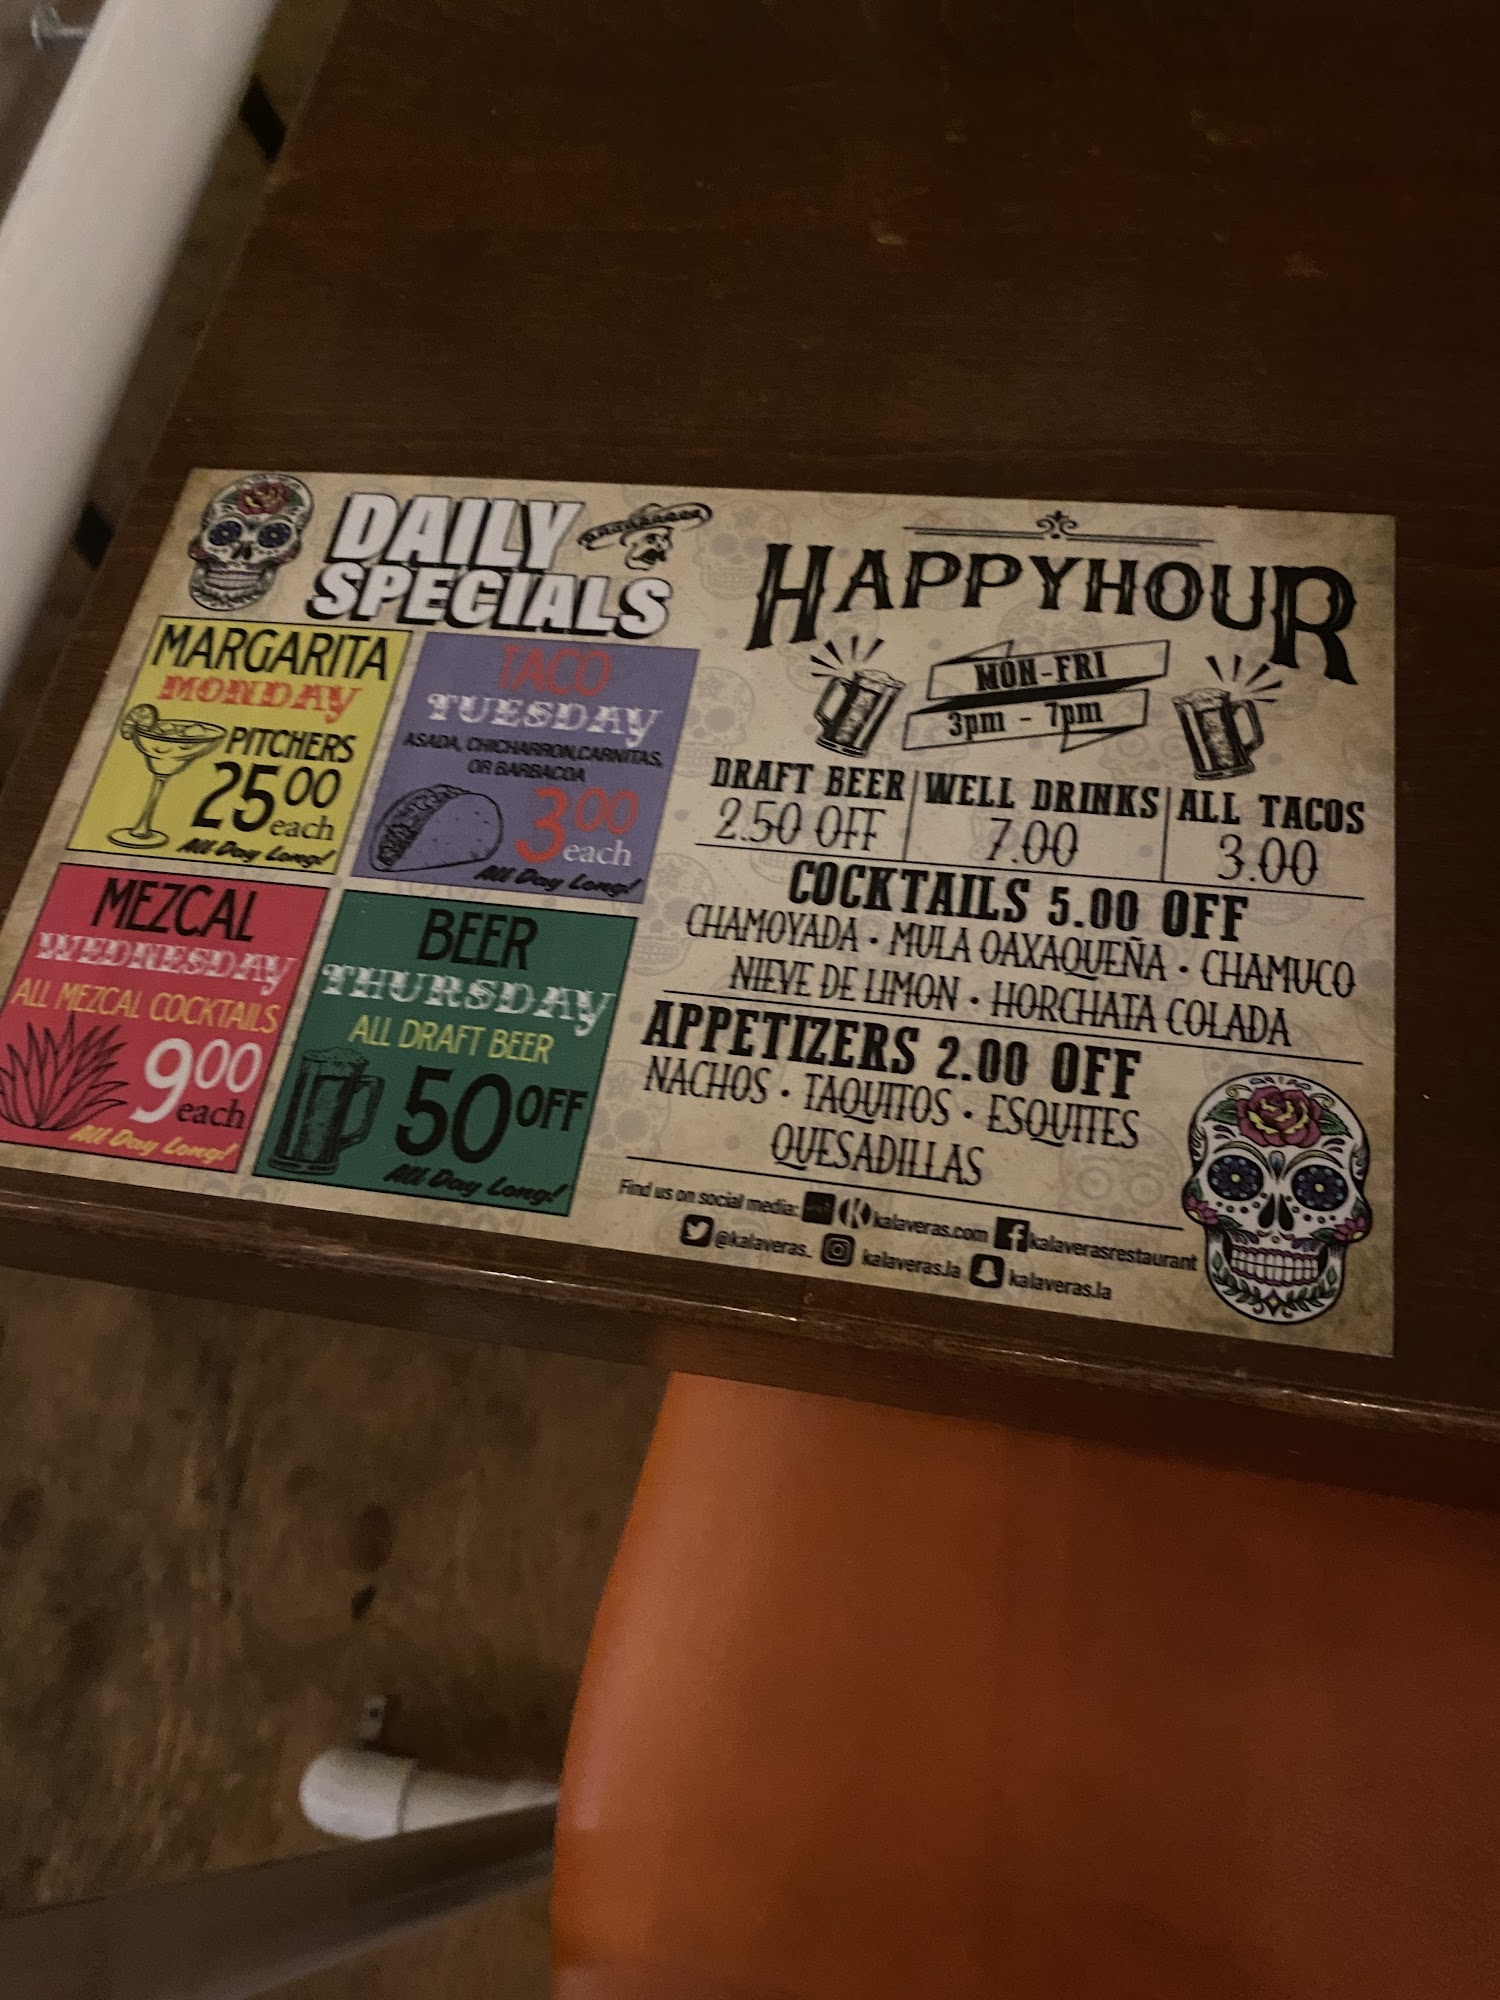 DAILY
SPECIALS
MARGARITA
MONDAY
PITCHERS
25.00
each
All Day Long!
TACO
TUESDAY
ASADA, CHICHARRON,CARNITAS,
OR BARBACOA
3.00
each
All Day Long!
MEZCAL
WEDNESDAY
ALL MEZCAL COCKTAILS
9.00
each
All Day Long!
BEER
THURSDAY
ALL DRAFT BEER
50 OFF
All Day Long!
HAPPYHOUR
MON-FRI
3pm - 7pm
DRAFT BEER
2.50 OFF
WELL DRINKS
7.00
ALL TACOS
3.00
COCKTAILS 5.00 OFF
CHAMOYADA • MULA OAXAQUEÑA • CHAMUCO
NIEVE DE LIMON • HORCHATA COLADA
APPETIZERS 2.00 OFF
NACHOS • TAQUITOS • ESQUITES
QUESADILLAS
Find us on social media: K kalaveras.com f kalaverasrestaurant
@kalaveras_ kalaveras.la kalaveras.la